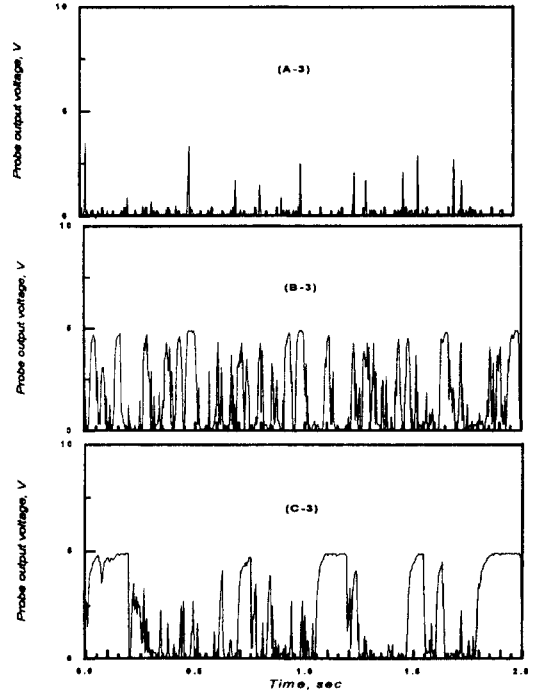 10
Probe output voltage, V
(A-3)
5
0
10
Probe output voltage, V
(B-3)
5
0
10
Probe output voltage, V
(C-3)
5
0
0.0 0.5 1.0 1.5 2.0
Time, sec